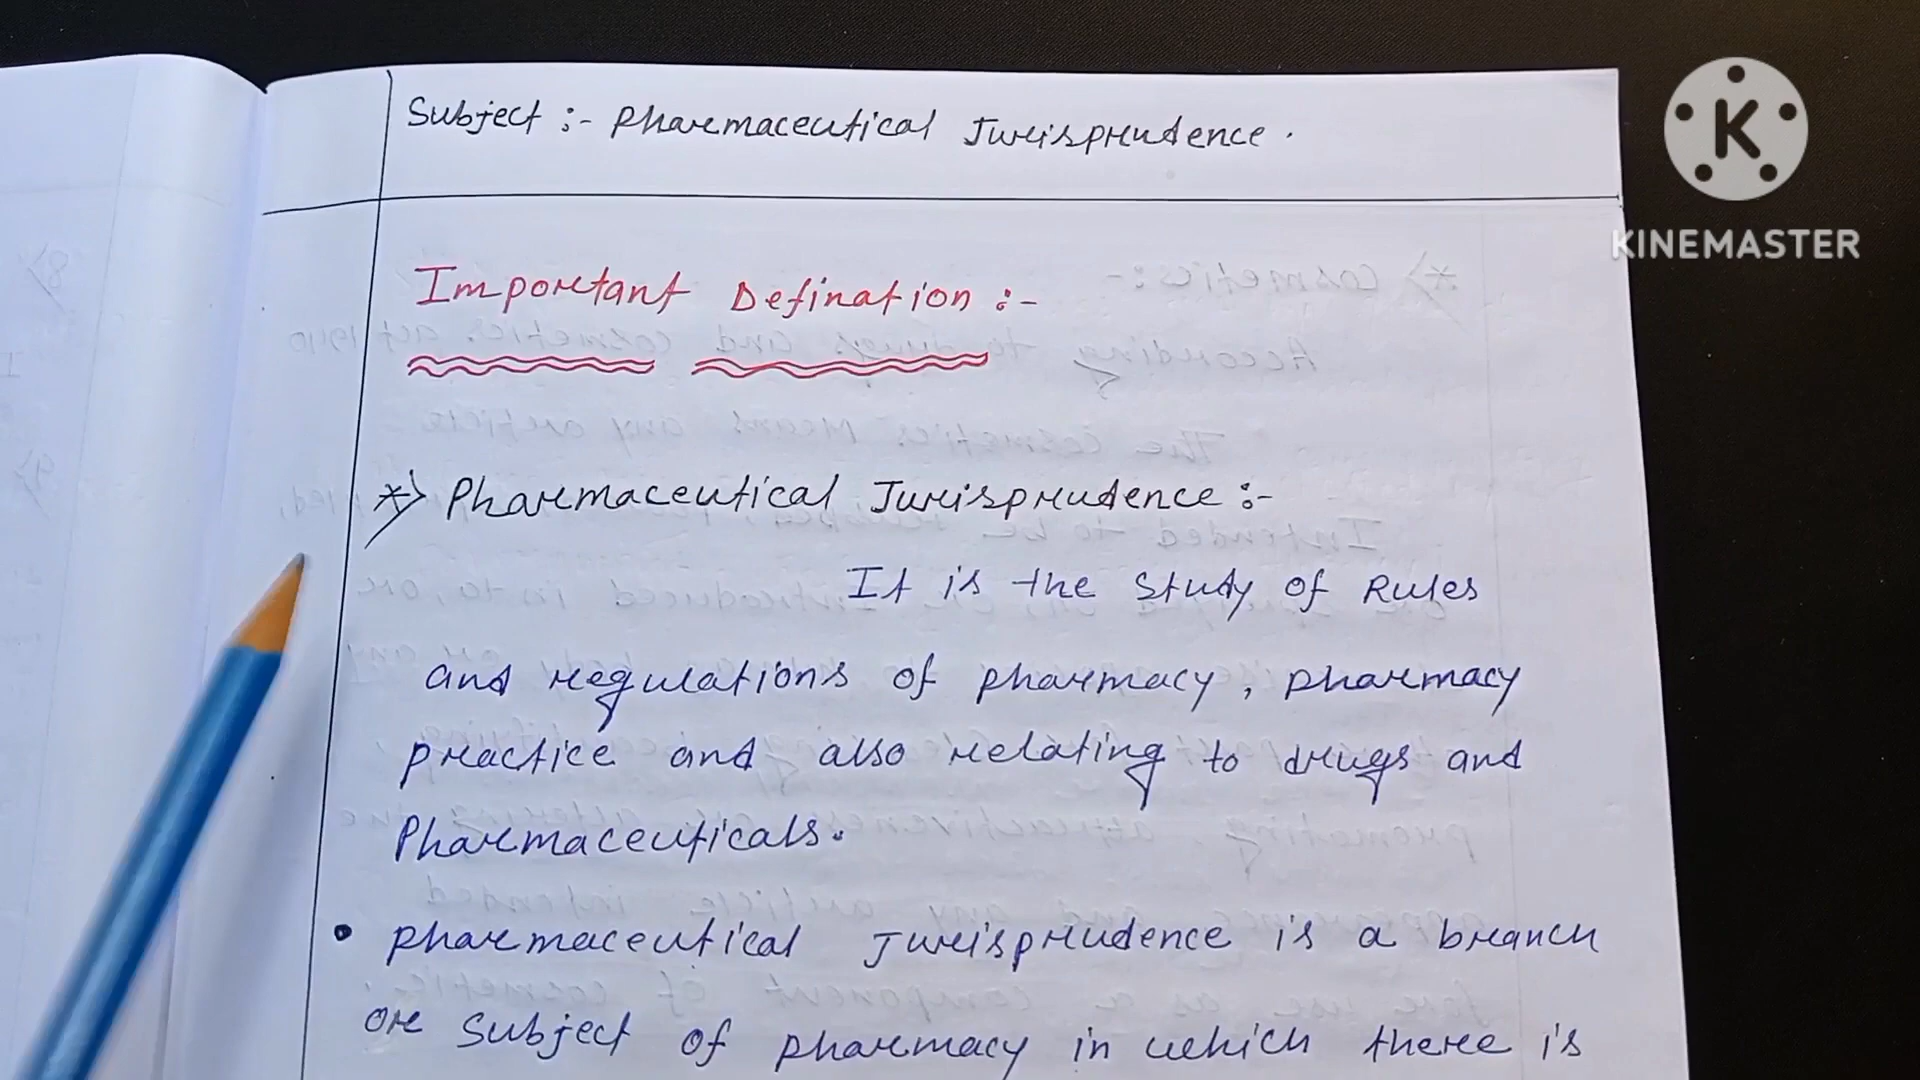 Subject :- Pharmaceutical Jurisprudence.
KINEMASTER
Important Defination :-
*) Pharmaceutical Jurisprudence :-
It is the study of Rules
and regulations of pharmacy, pharmacy
practice and also relating to drugs and
Pharmaceuticals.
• pharmaceutical Jurisprudence is a branch
or subject of pharmacy in which there is